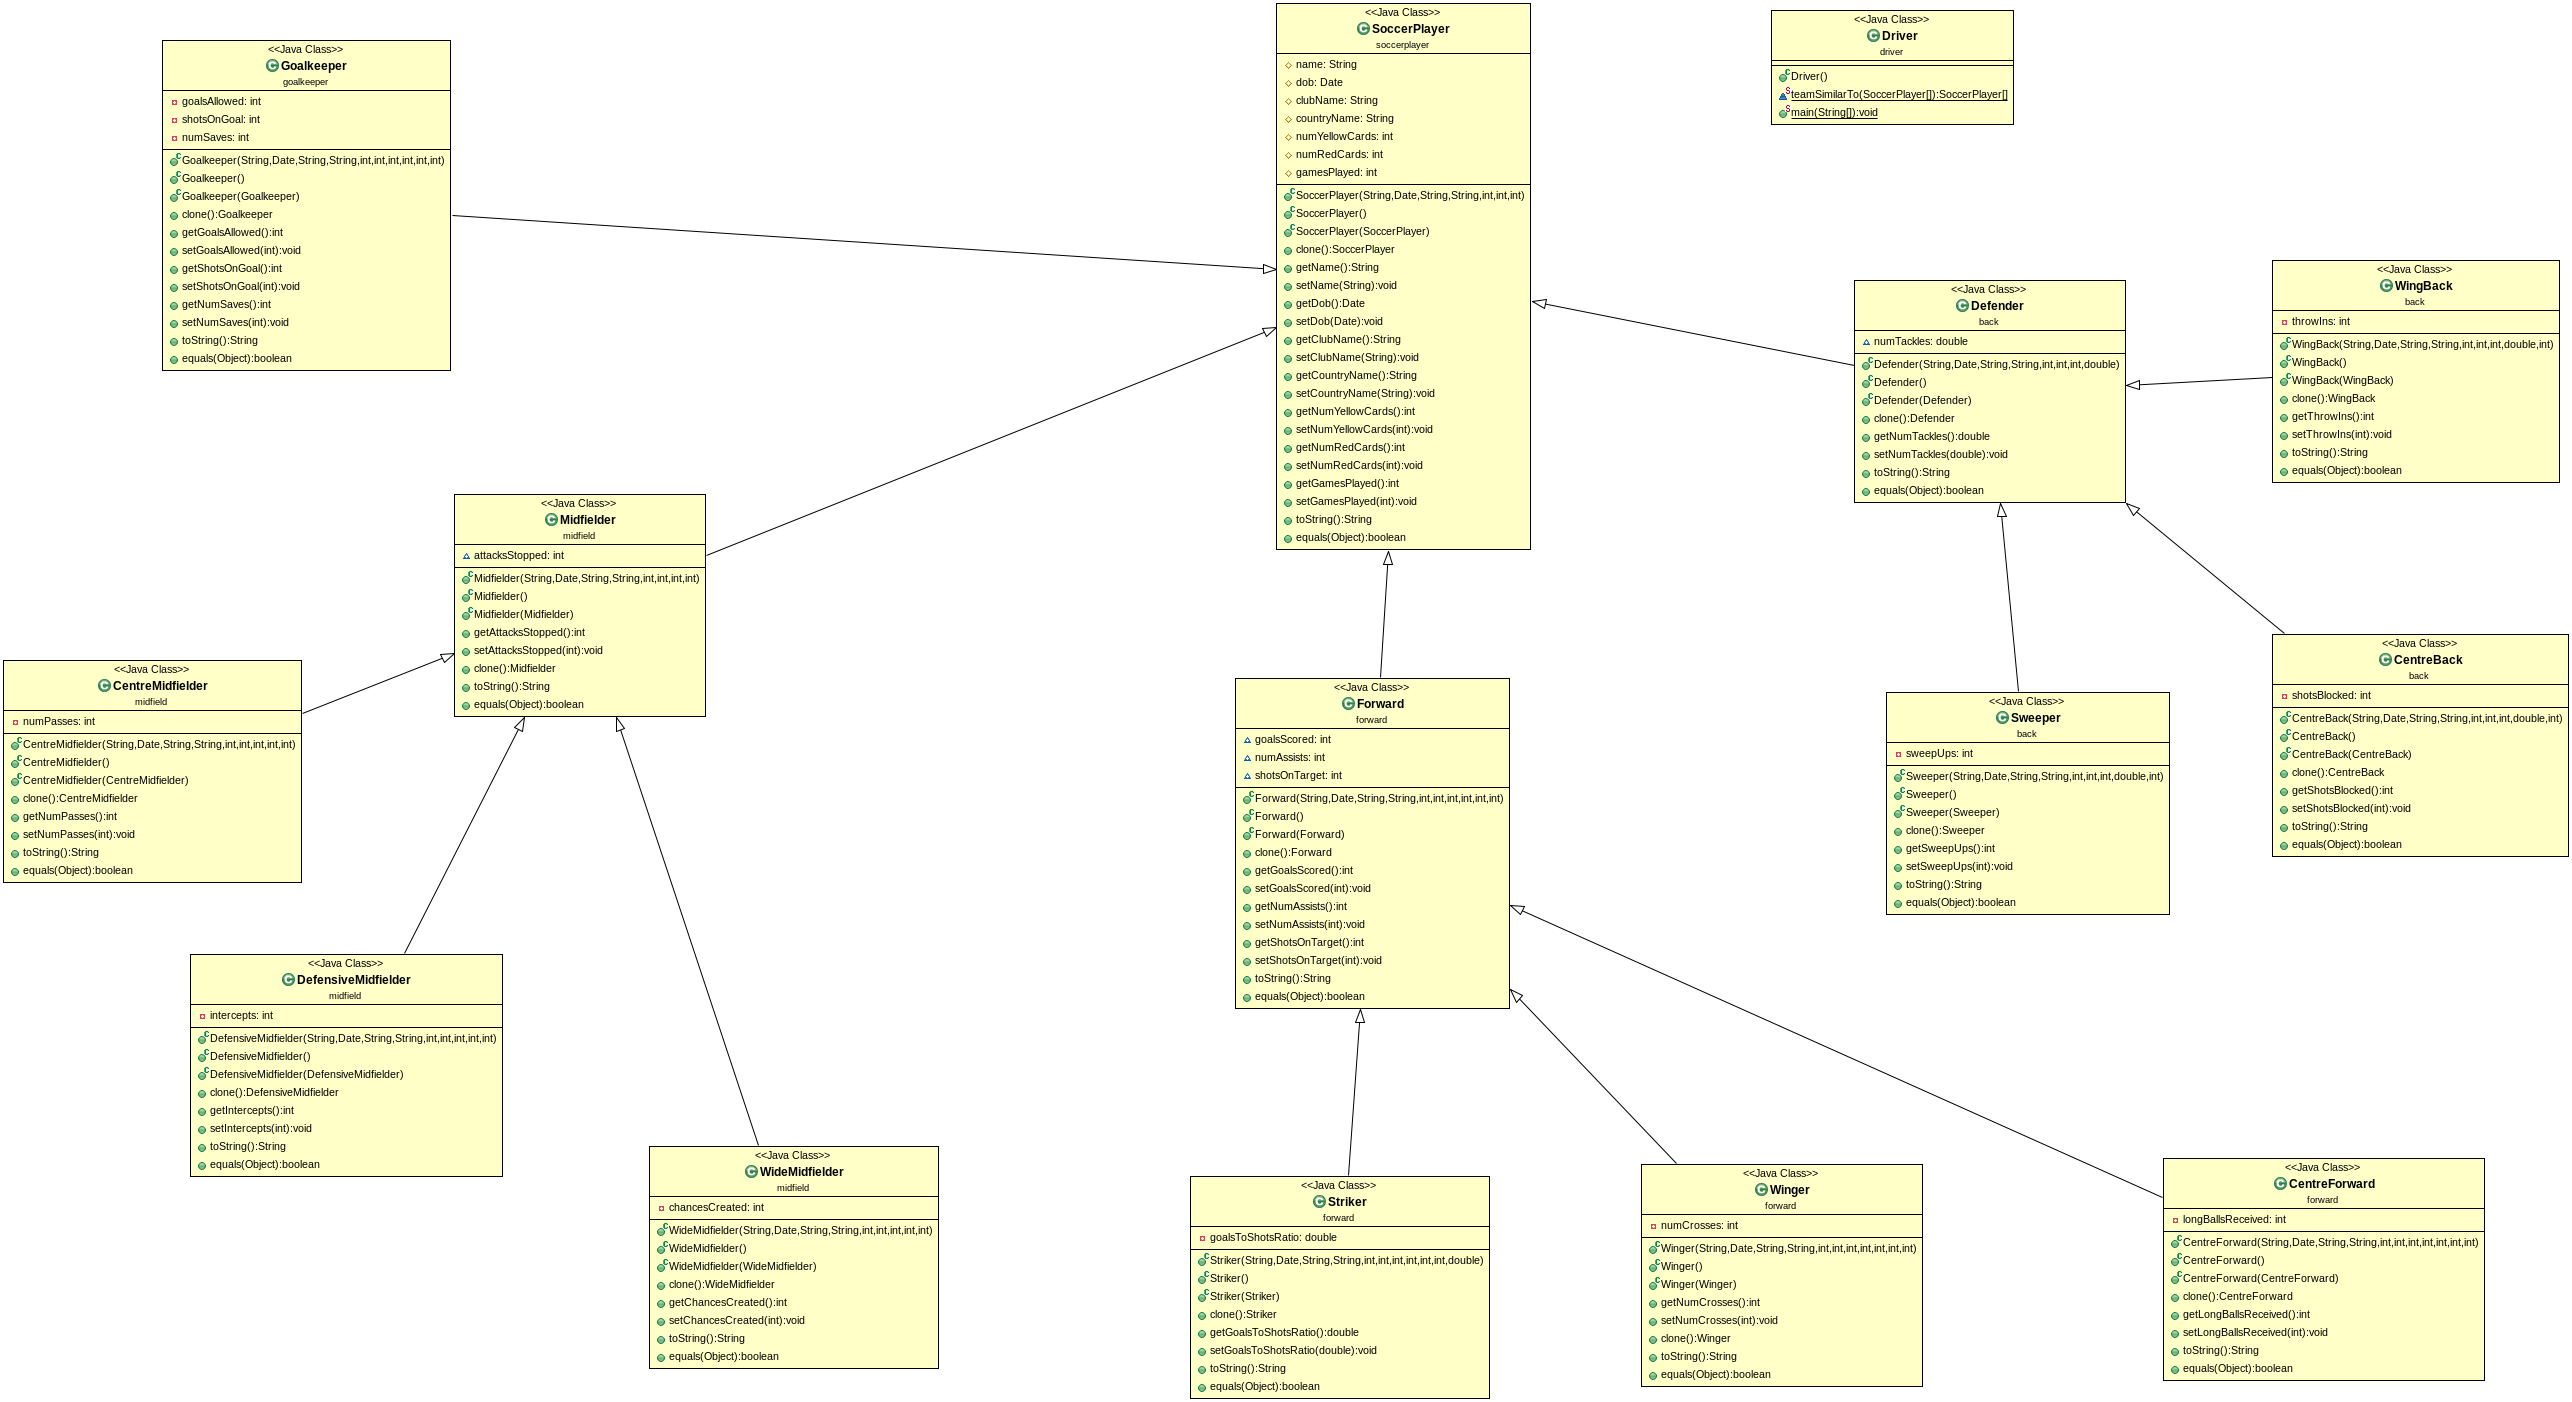 <<Java Class>>
Goalkeeper
goalkeeper
goalsAllowed: int
shotsOnGoal: int
numSaves: int
Goalkeeper(String,Date,String,String,int,int,int,int,int,int)
Goalkeeper()
Goalkeeper(Goalkeeper)
clone():Goalkeeper
getGoalsAllowed():int
setGoalsAllowed(int):void
getShotsOnGoal():int
setShotsOnGoal(int):void
getNumSaves():int
setNumSaves(int):void
toString():String
equals(Object):boolean
<<Java Class>>
SoccerPlayer
soccerplayer
name: String
dob: Date
clubName: String
countryName: String
numYellowCards: int
numRedCards: int
gamesPlayed: int
SoccerPlayer(String,Date,String,String,int,int,int)
SoccerPlayer()
SoccerPlayer(SoccerPlayer)
clone():SoccerPlayer
getName():String
setName(String):void
getDob():Date
setDob(Date):void
getClubName():String
setClubName(String):void
getCountryName():String
setCountryName(String):void
getNumYellowCards():int
setNumYellowCards(int):void
getNumRedCards():int
setNumRedCards(int):void
getGamesPlayed():int
setGamesPlayed(int):void
toString():String
equals(Object):boolean
<<Java Class>>
Driver
driver
Driver()
teamSimilarTo(SoccerPlayer[]):SoccerPlayer[]
main(String[]):void
<<Java Class>>
Defender
back
numTackles: double
Defender(String,Date,String,String,int,int,int,double)
Defender()
Defender(Defender)
clone():Defender
getNumTackles():double
setNumTackles(double):void
toString():String
equals(Object):boolean
<<Java Class>>
WingBack
back
throwIns: int
WingBack(String,Date,String,String,int,int,int,double,int)
WingBack()
WingBack(WingBack)
clone():WingBack
getThrowIns():int
setThrowIns(int):void
toString():String
equals(Object):boolean
<<Java Class>>
Midfielder
midfield
attacksStopped: int
Midfielder(String,Date,String,String,int,int,int,int)
Midfielder()
Midfielder(Midfielder)
getAttacksStopped():int
setAttacksStopped(int):void
clone():Midfielder
toString():String
equals(Object):boolean
<<Java Class>>
CentreMidfielder
midfield
numPasses: int
CentreMidfielder(String,Date,String,String,int,int,int,int,int)
CentreMidfielder()
CentreMidfielder(CentreMidfielder)
clone():CentreMidfielder
getNumPasses():int
setNumPasses(int):void
toString():String
equals(Object):boolean
<<Java Class>>
Forward
forward
goalsScored: int
numAssists: int
shotsOnTarget: int
Forward(String,Date,String,String,int,int,int,int,int,int)
Forward()
Forward(Forward)
clone():Forward
getGoalsScored():int
setGoalsScored(int):void
getNumAssists():int
setNumAssists(int):void
getShotsOnTarget():int
setShotsOnTarget(int):void
toString():String
equals(Object):boolean
<<Java Class>>
Sweeper
back
sweepUps: int
Sweeper(String,Date,String,String,int,int,int,double,int)
Sweeper()
Sweeper(Sweeper)
clone():Sweeper
getSweepUps():int
setSweepUps(int):void
toString():String
equals(Object):boolean
<<Java Class>>
CentreBack
back
shotsBlocked: int
CentreBack(String,Date,String,String,int,int,int,double,int)
CentreBack()
CentreBack(CentreBack)
clone():CentreBack
getShotsBlocked():int
setShotsBlocked(int):void
toString():String
equals(Object):boolean
<<Java Class>>
DefensiveMidfielder
midfield
intercepts: int
DefensiveMidfielder(String,Date,String,String,int,int,int,int,int)
DefensiveMidfielder()
DefensiveMidfielder(DefensiveMidfielder)
clone():DefensiveMidfielder
getIntercepts():int
setIntercepts(int):void
toString():String
equals(Object):boolean
<<Java Class>>
WideMidfielder
midfield
chancesCreated: int
WideMidfielder(String,Date,String,String,int,int,int,int,int)
WideMidfielder()
WideMidfielder(WideMidfielder)
clone():WideMidfielder
getChancesCreated():int
setChancesCreated(int):void
toString():String
equals(Object):boolean
<<Java Class>>
Striker
forward
goalsToShotsRatio: double
Striker(String,Date,String,String,int,int,int,int,int,int,double)
Striker()
Striker(Striker)
clone():Striker
getGoalsToShotsRatio():double
setGoalsToShotsRatio(double):void
toString():String
equals(Object):boolean
<<Java Class>>
Winger
forward
numCrosses: int
Winger(String,Date,String,String,int,int,int,int,int,int,int)
Winger()
Winger(Winger)
getNumCrosses():int
setNumCrosses(int):void
clone():Winger
toString():String
equals(Object):boolean
<<Java Class>>
CentreForward
forward
longBallsReceived: int
CentreForward(String,Date,String,String,int,int,int,int,int,int,int)
CentreForward()
CentreForward(CentreForward)
clone():CentreForward
getLongBallsReceived():int
setLongBallsReceived(int):void
toString():String
equals(Object):boolean